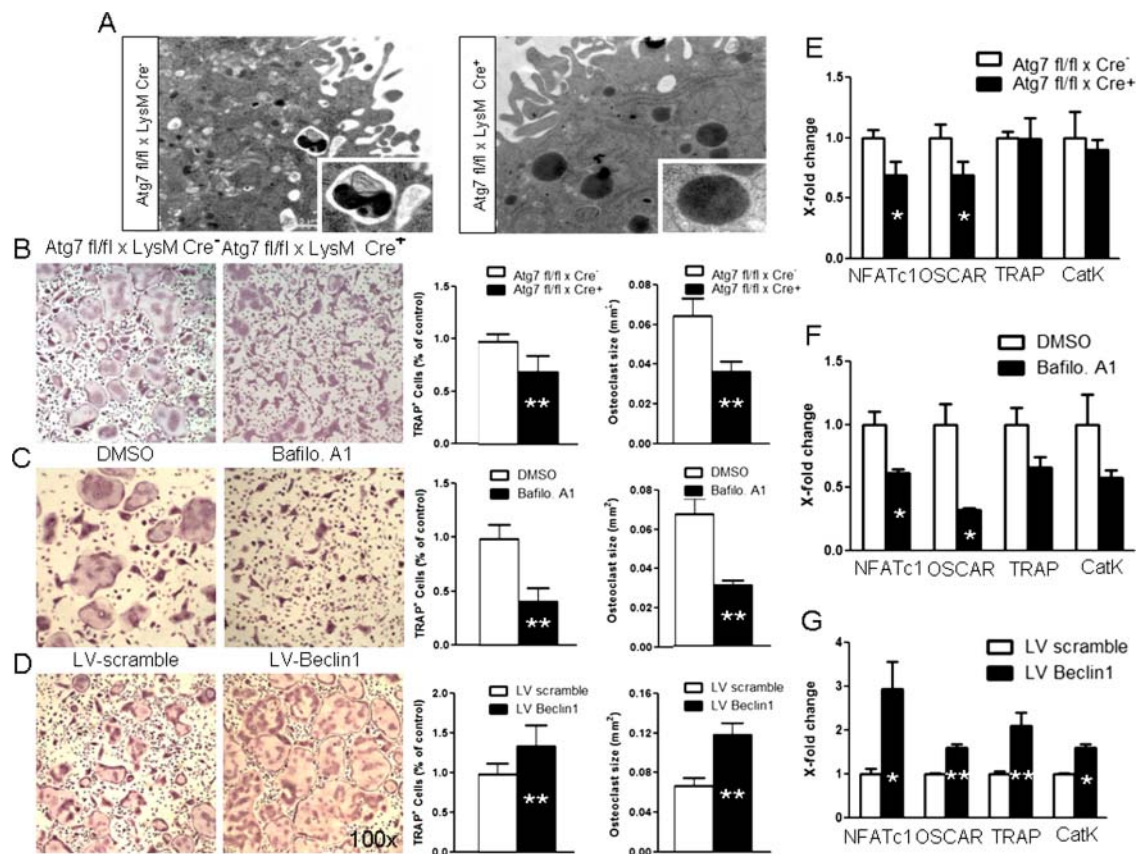 A
Atg7 fl/fl x LysM Cre-
Atg7 fl/fl x LysM Cre+
B
Atg7 fl/fl x LysM Cre- Atg7 fl/fl x LysM Cre+
TRAP+ Cells (% of control)
1.5
1.0
0.5
0.0
Atg7 fl/fl x Cre-
Atg7 fl/fl x Cre+
**
Osteoclast size (mm²)
0.08
0.06
0.04
0.02
0.00
Atg7 fl/fl x Cre-
Atg7 fl/fl x Cre+
**
C
DMSO
Bafilo. A1
TRAP+ Cells (% of control)
1.5
1.0
0.5
0.0
DMSO
Bafilo. A1
**
Osteoclast size (mm²)
0.08
0.06
0.04
0.02
0.00
DMSO
Bafilo. A1
**
D
LV-scramble
LV-Beclin1
100x
TRAP+ Cells (% of control)
2.0
1.5
1.0
0.5
0.0
LV scramble
LV Beclin1
**
Osteoclast size (mm²)
0.16
0.12
0.08
0.04
0.00
LV scramble
LV Beclin1
**
E
Atg7 fl/fl x Cre-
Atg7 fl/fl x Cre+
X-fold change
1.5
1.0
0.5
0.0
* *
NFATc1 OSCAR TRAP CatK
F
DMSO
Bafilo. A1
X-fold change
1.5
1.0
0.5
0.0
* *
NFATc1 OSCAR TRAP CatK
G
LV scramble
LV Beclin1
X-fold change
4
3
2
1
0
* ** ** *
NFATc1 OSCAR TRAP CatK